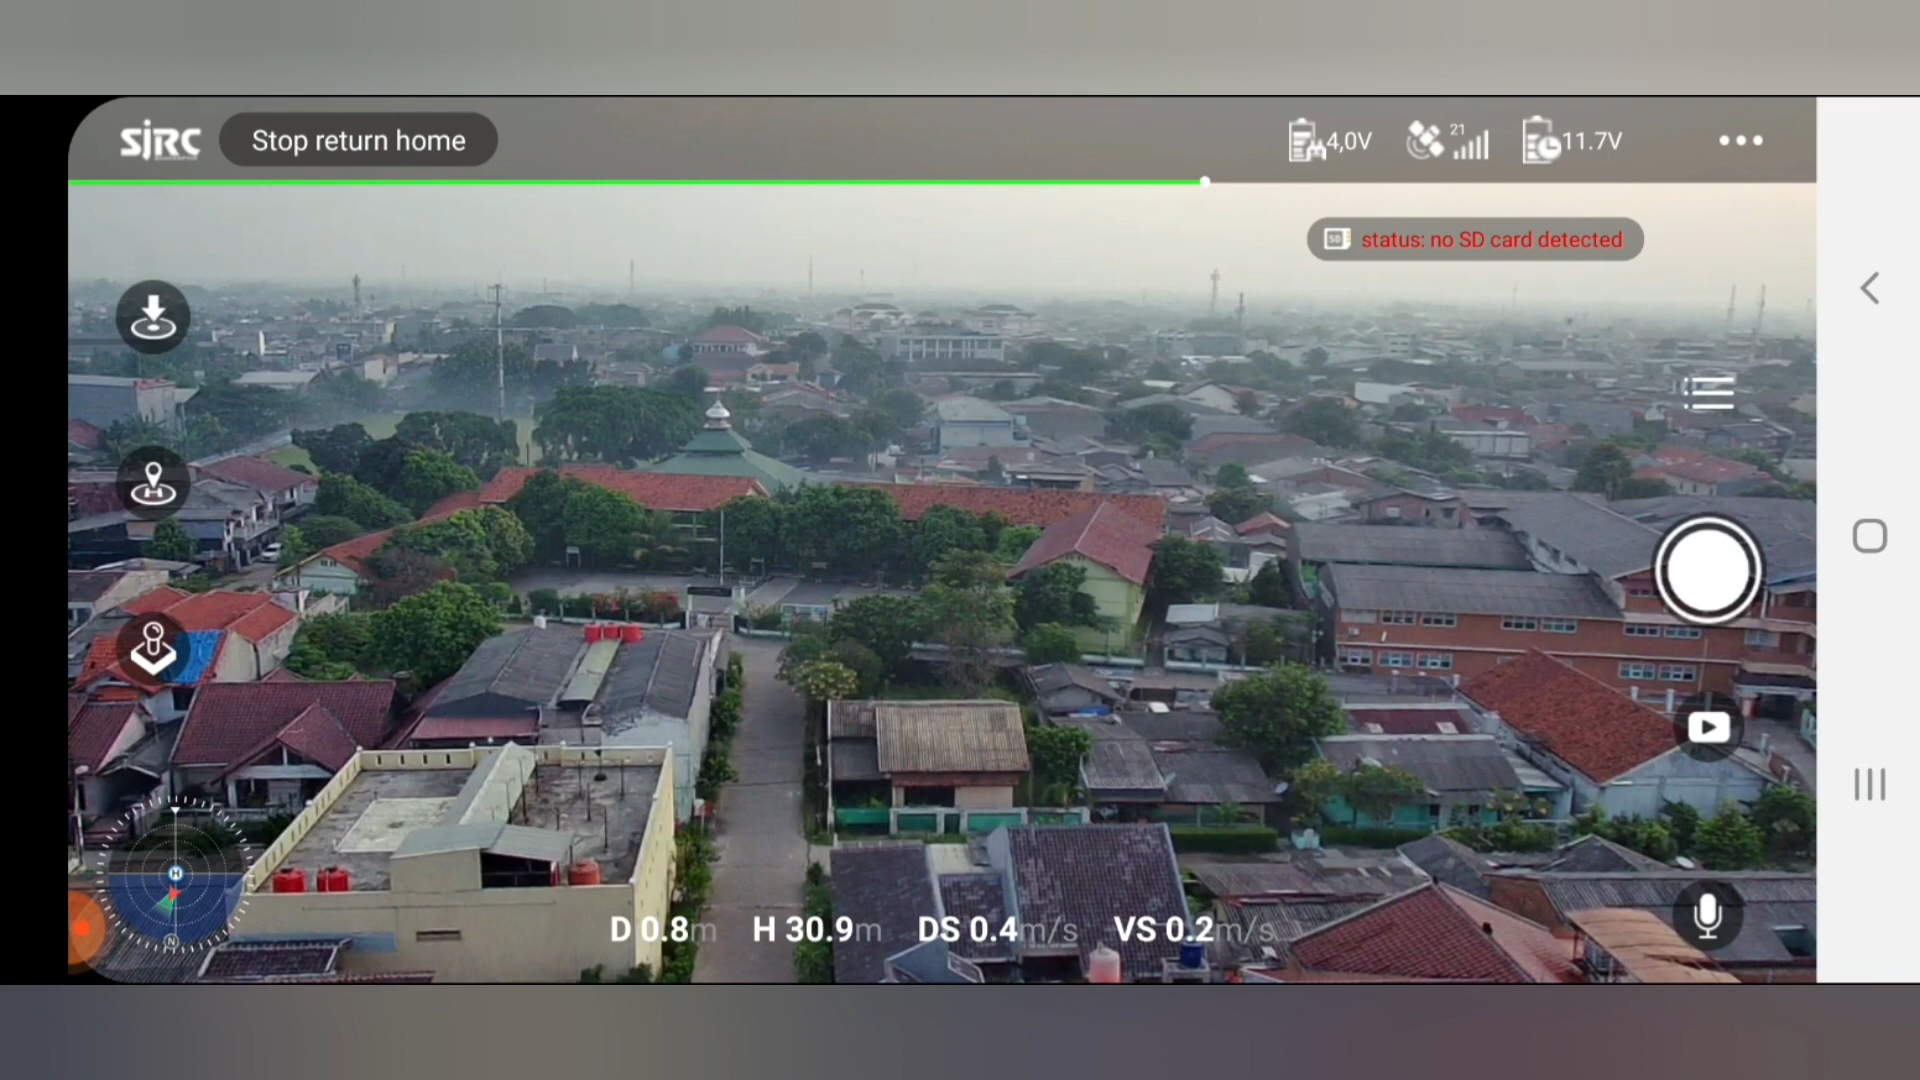 SJRC
Stop return home
4,0V
21
11.7V
SD
status: no SD card detected
H
N
D 0.8m H 30.9m DS 0.4m/s VS 0.2m/s